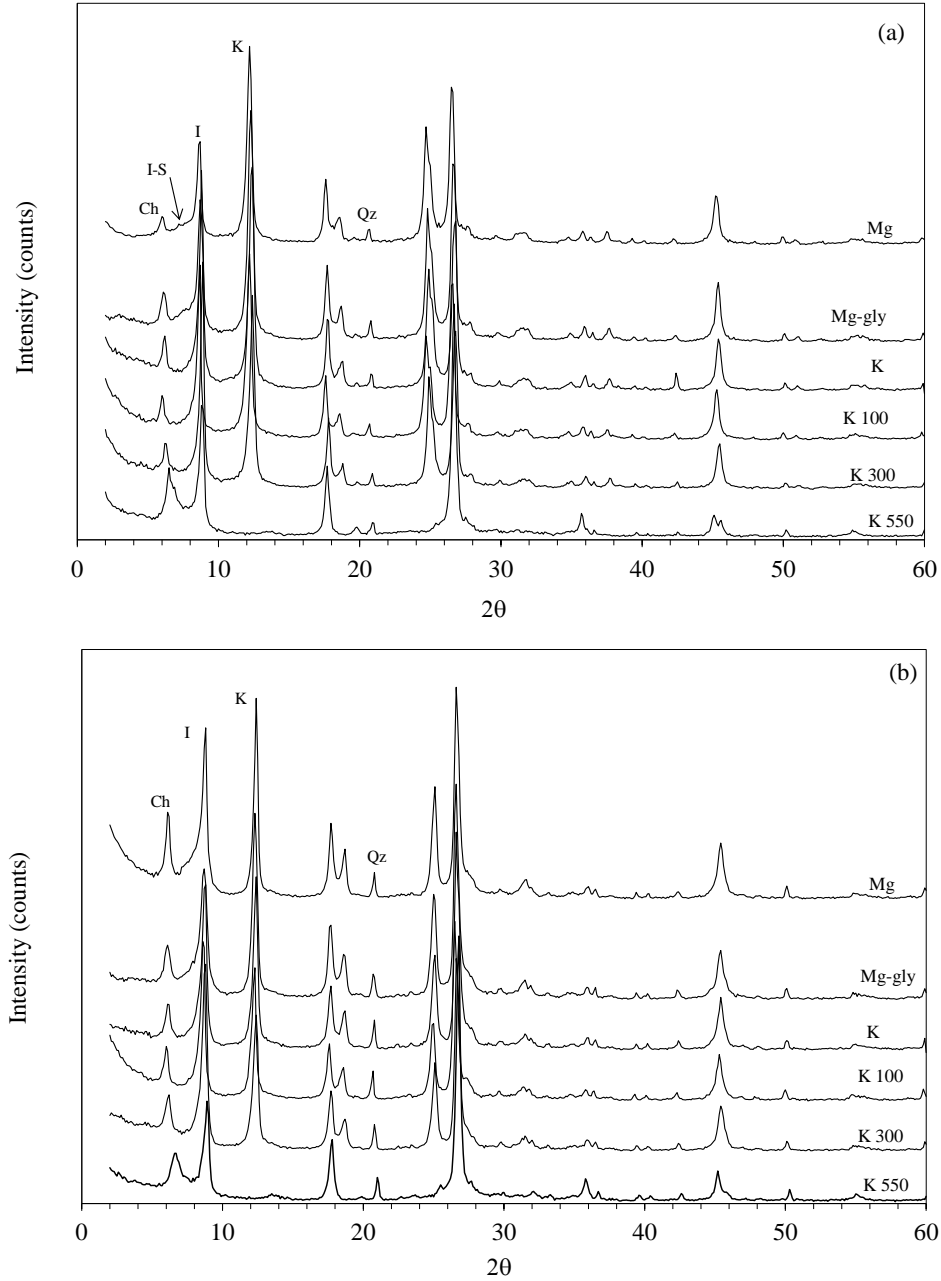 (a)
K
I
I-S
Ch
Qz
Mg
Mg-gly
K
K 100
K 300
K 550
Intensity (counts)
0 10 20 30 40 50 60
2θ
(b)
K
I
Ch
Qz
Mg
Mg-gly
K
K 100
K 300
K 550
Intensity (counts)
0 10 20 30 40 50 60
2θ